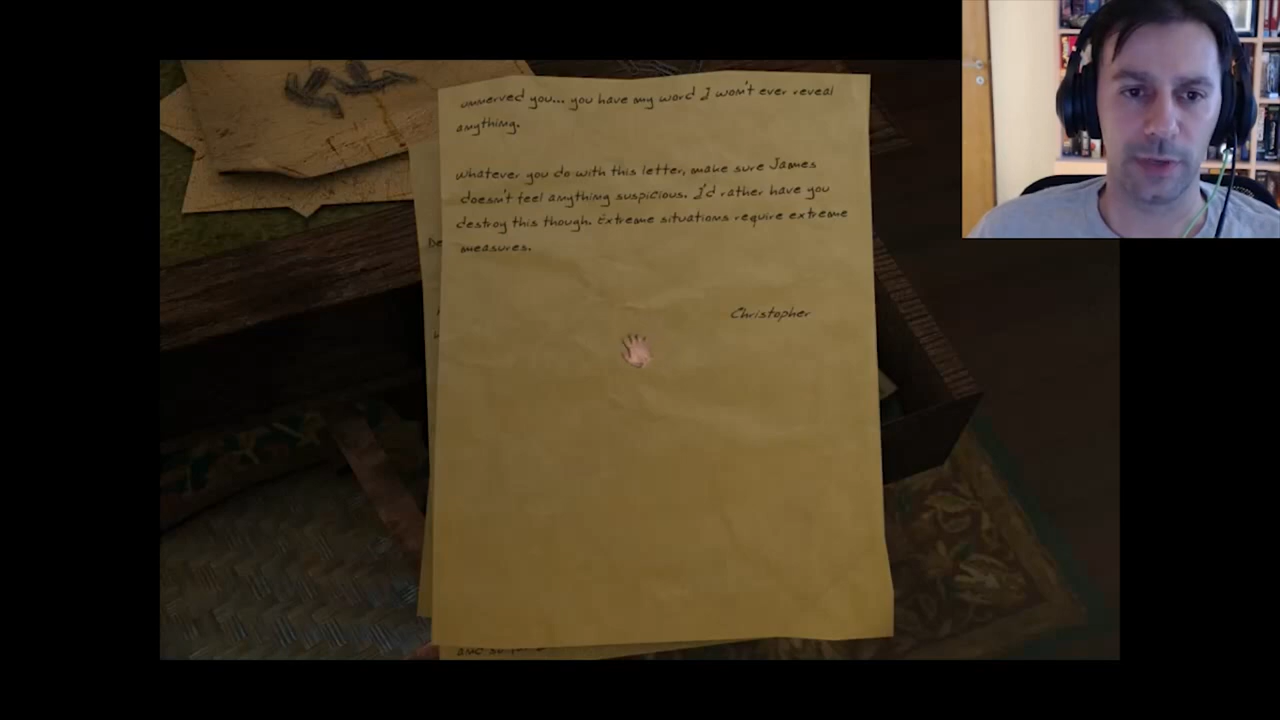 unnerved you... you have my word I won't ever reveal
anything.
Whatever you do with this letter, make sure James
doesn't feel anything suspicious. I'd rather have you
destroy this though. Extreme situations require extreme
measures.
Christopher